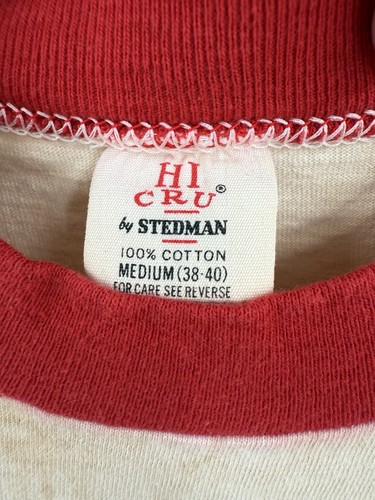 HI
CRU®
by STEDMAN
100% COTTON
MEDIUM (38-40)
FOR CARE SEE REVERSE